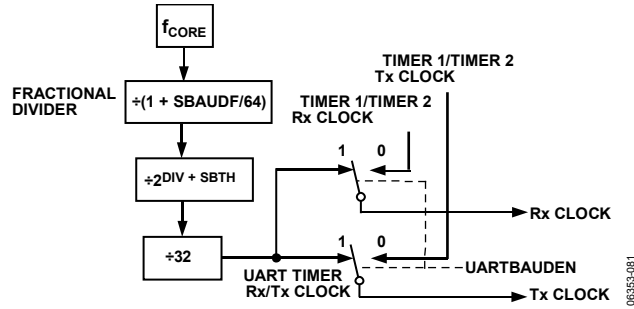 fCORE
TIMER 1/TIMER 2
Tx CLOCK
FRACTIONAL
DIVIDER
÷(1 + SBAUDF/64)
TIMER 1/TIMER 2
Rx CLOCK
1 0
÷2DIV + SBTH
Rx CLOCK
÷32
1 0
UART TIMER
Rx/Tx CLOCK
UARTBAUDEN
Tx CLOCK
06353-081